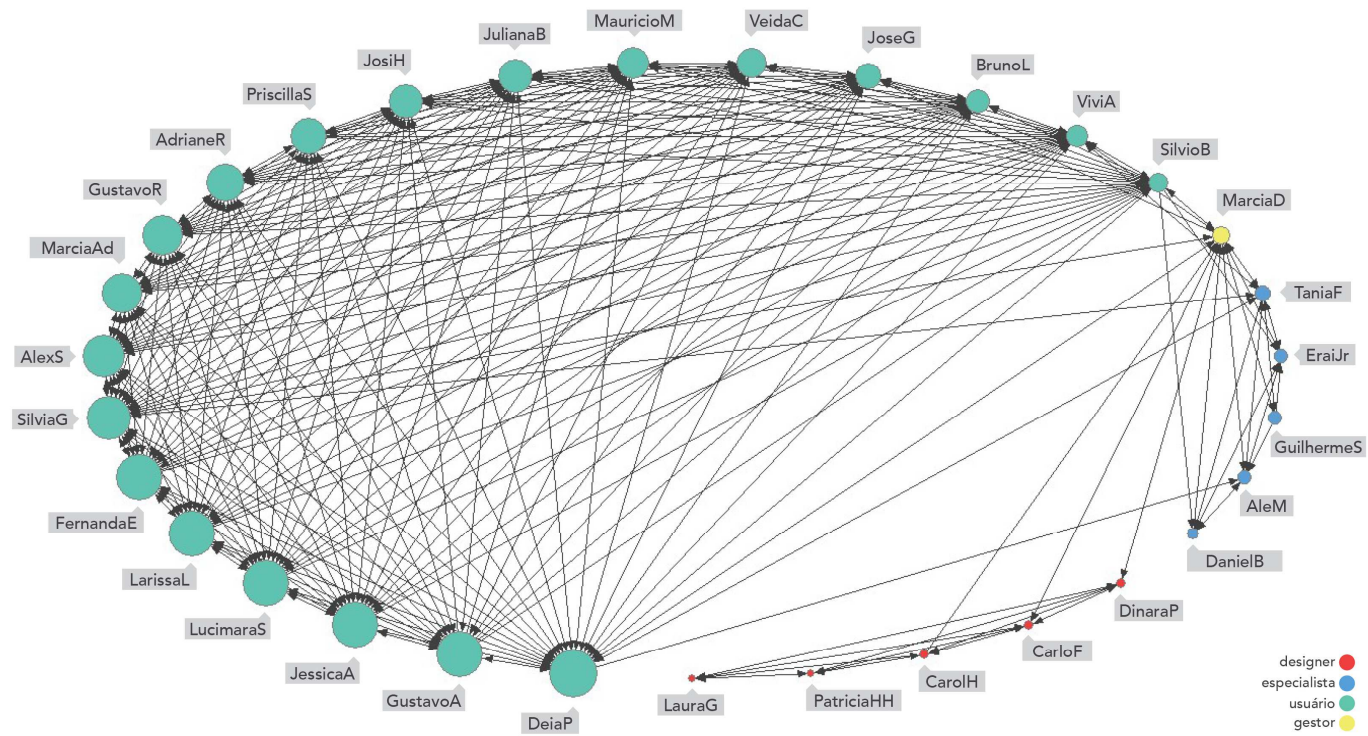 MauricioM
VeidaC
JulianaB
JoseG
JosiH
BrunoL
PriscillaS
ViviA
AdrianeR
SilvioB
GustavoR
MarciaD
MarciaAd
TaniaF
AlexS
EraiJr
SilviaG
GuilhermeS
FernandaE
AleM
LarissaL
DanielB
LucimaraS
DinaraP
JessicaA
CarloF
GustavoA
CarolH
DeiaP
LauraG
PatriciaHH
designer
especialista
usuário
gestor